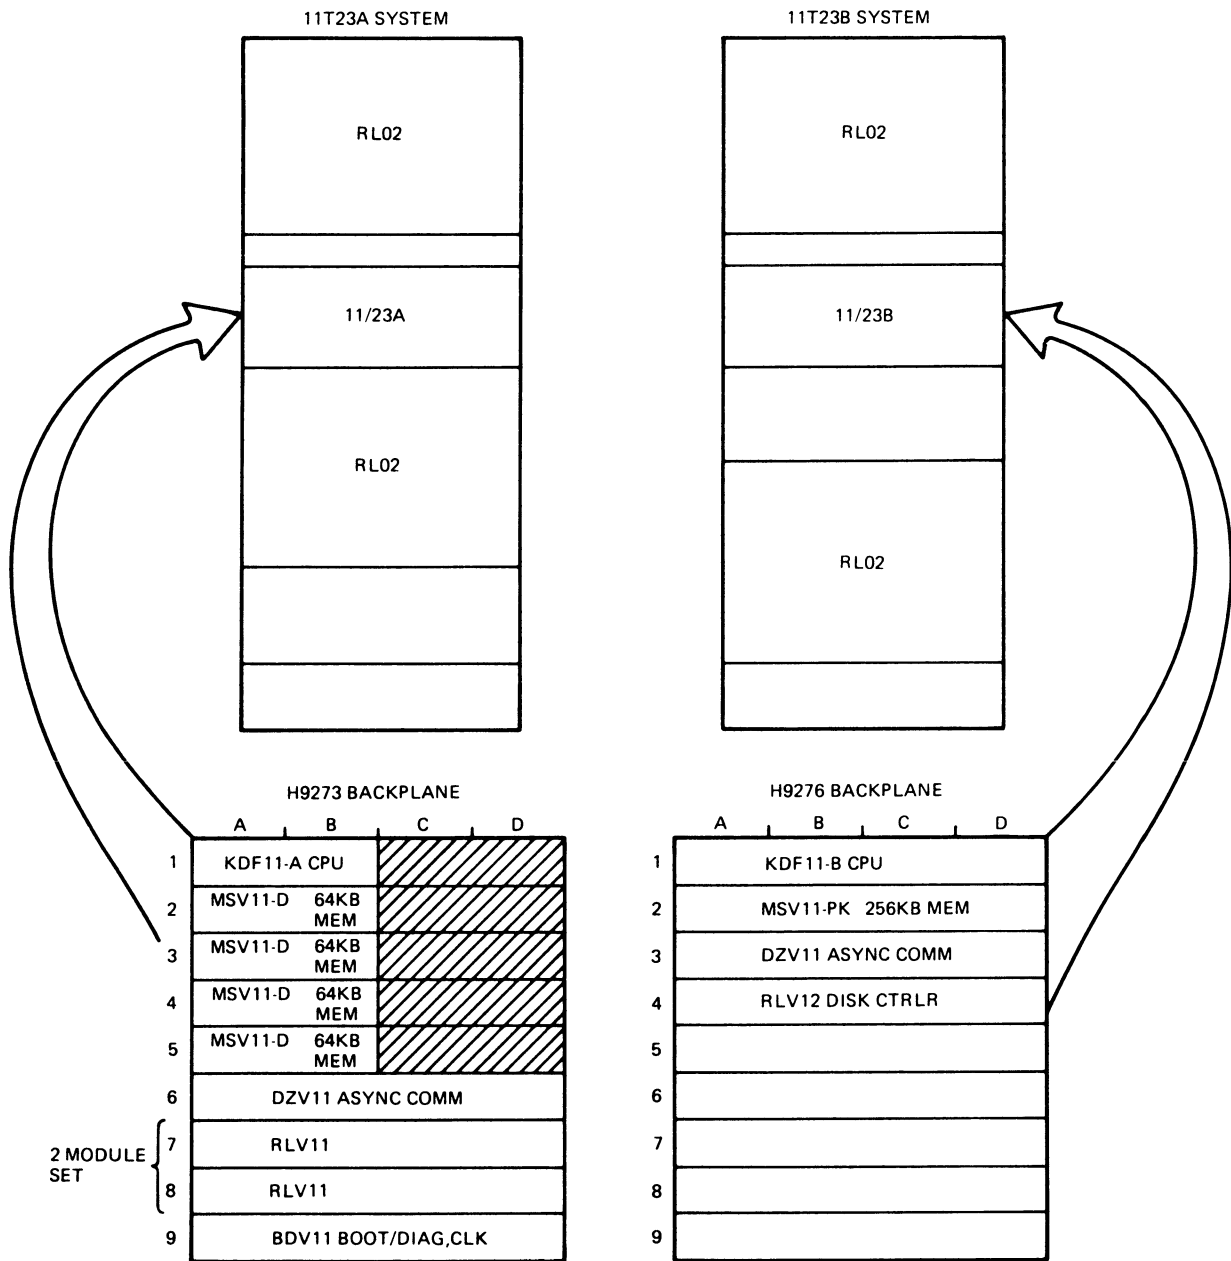 11T23A SYSTEM
RL02
11/23A
RL02
11T23B SYSTEM
RL02
11/23B
RL02
H9273 BACKPLANE
A B C D
1 KDF11-A CPU
2 MSV11-D 64KB
MEM
3 MSV11-D 64KB
MEM
4 MSV11-D 64KB
MEM
5 MSV11-D 64KB
MEM
6 DZV11 ASYNC COMM
2 MODULE
SET
7 RLV11
8 RLV11
9 BDV11 BOOT/DIAG,CLK
H9276 BACKPLANE
A B C D
1 KDF11-B CPU
2 MSV11-PK 256KB MEM
3 DZV11 ASYNC COMM
4 RLV12 DISK CTRLR
5
6
7
8
9